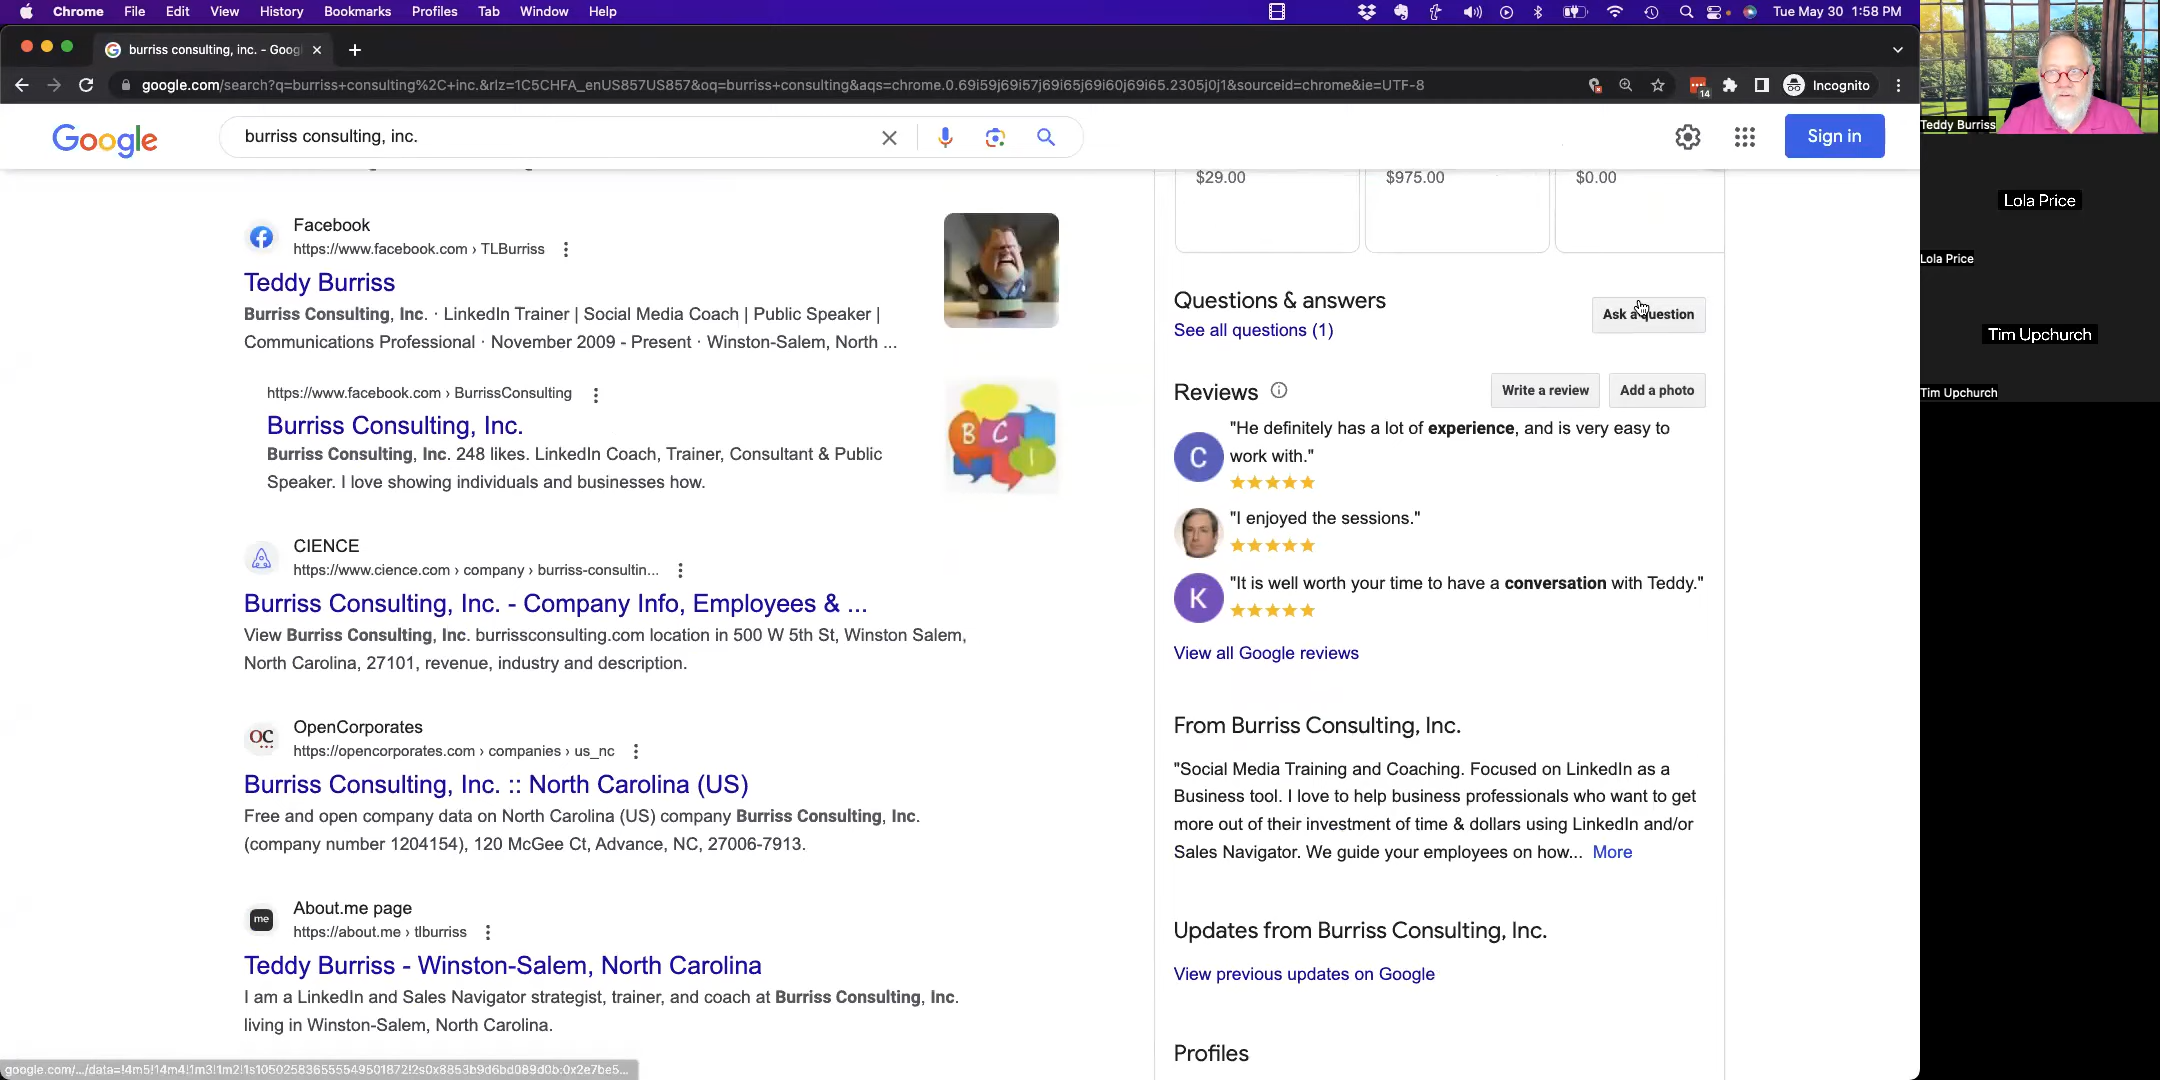 Chrome File Edit View History Bookmarks Profiles Tab Window Help
Tue May 30 1:58 PM
burriss consulting, inc. - Goog
google.com/search?q=burriss+consulting%2C+inc.&rlz=1C5CHFA_enUS857US857&oq=burriss+consulting&aqs=chrome.0.69i59j69i57j69i65j69i60j69i65.2305j0j1&sourceid=chrome&ie=UTF-8
14
Incognito
Google
burriss consulting, inc.
Sign in
Facebook
https://www.facebook.com › TLBurriss
Teddy Burriss
Burriss Consulting, Inc. · LinkedIn Trainer | Social Media Coach | Public Speaker |
Communications Professional · November 2009 - Present · Winston-Salem, North ...
https://www.facebook.com › BurrissConsulting
Burriss Consulting, Inc.
Burriss Consulting, Inc. 248 likes. LinkedIn Coach, Trainer, Consultant & Public
Speaker. I love showing individuals and businesses how.
B C I
CIENCE
https://www.cience.com › company › burriss-consultin...
Burriss Consulting, Inc. - Company Info, Employees & ...
View Burriss Consulting, Inc. burrissconsulting.com location in 500 W 5th St, Winston Salem,
North Carolina, 27101, revenue, industry and description.
OC
OpenCorporates
https://opencorporates.com › companies › us_nc
Burriss Consulting, Inc. :: North Carolina (US)
Free and open company data on North Carolina (US) company Burriss Consulting, Inc.
(company number 1204154), 120 McGee Ct, Advance, NC, 27006-7913.
me
About.me page
https://about.me › tlburriss
Teddy Burriss - Winston-Salem, North Carolina
I am a LinkedIn and Sales Navigator strategist, trainer, and coach at Burriss Consulting, Inc.
living in Winston-Salem, North Carolina.
$29.00
$975.00
$0.00
Questions & answers
Ask a question
See all questions (1)
Reviews
Write a review
Add a photo
C
"He definitely has a lot of experience, and is very easy to
work with."
"I enjoyed the sessions."
K
"It is well worth your time to have a conversation with Teddy."
View all Google reviews
From Burriss Consulting, Inc.
"Social Media Training and Coaching. Focused on LinkedIn as a
Business tool. I love to help business professionals who want to get
more out of their investment of time & dollars using LinkedIn and/or
Sales Navigator. We guide your employees on how... More
Updates from Burriss Consulting, Inc.
View previous updates on Google
Profiles
Teddy Burriss
Lola Price
Lola Price
Tim Upchurch
Tim Upchurch